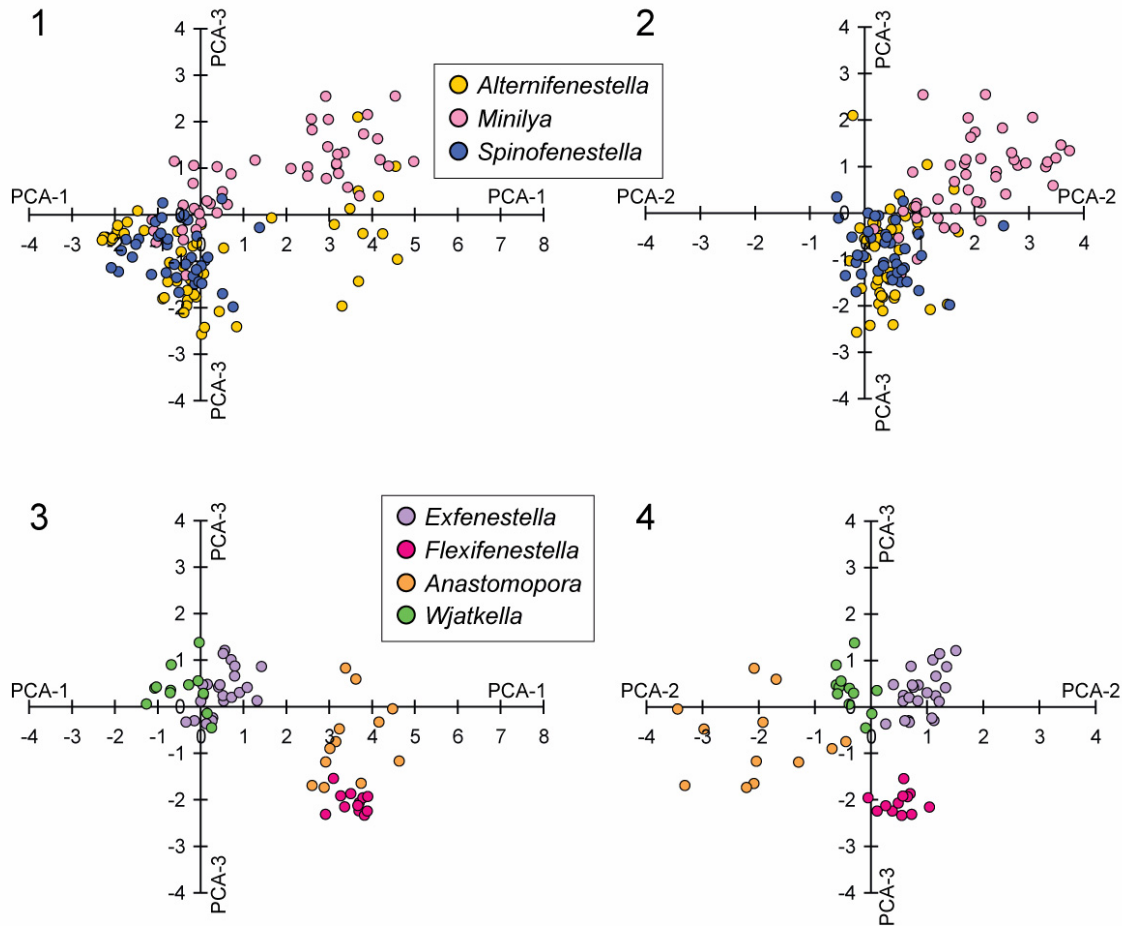 1
4
3
2
1
PCA-3
PCA-1
PCA-1
-4 -3 -2 -1 0 1 2 3 4 5 6 7 8
-2
-3
-4
PCA-3
Alternifenestella
Minilya
Spinofenestella
2
4
3
2
1
PCA-3
PCA-2
PCA-2
-4 -3 -2 -1 0 1 2 3 4
-1
-2
-3
-4
PCA-3
3
4
3
2
1
PCA-3
PCA-1
PCA-1
-4 -3 -2 -1 0 1 2 3 4 5 6 7 8
-1
-2
-3
-4
PCA-3
Exfenestella
Flexifenestella
Anastomopora
Wjatkella
4
4
3
2
1
PCA-3
PCA-2
PCA-2
-4 -3 -2 -1 0 1 2 3 4
-1
-2
-3
-4
PCA-3